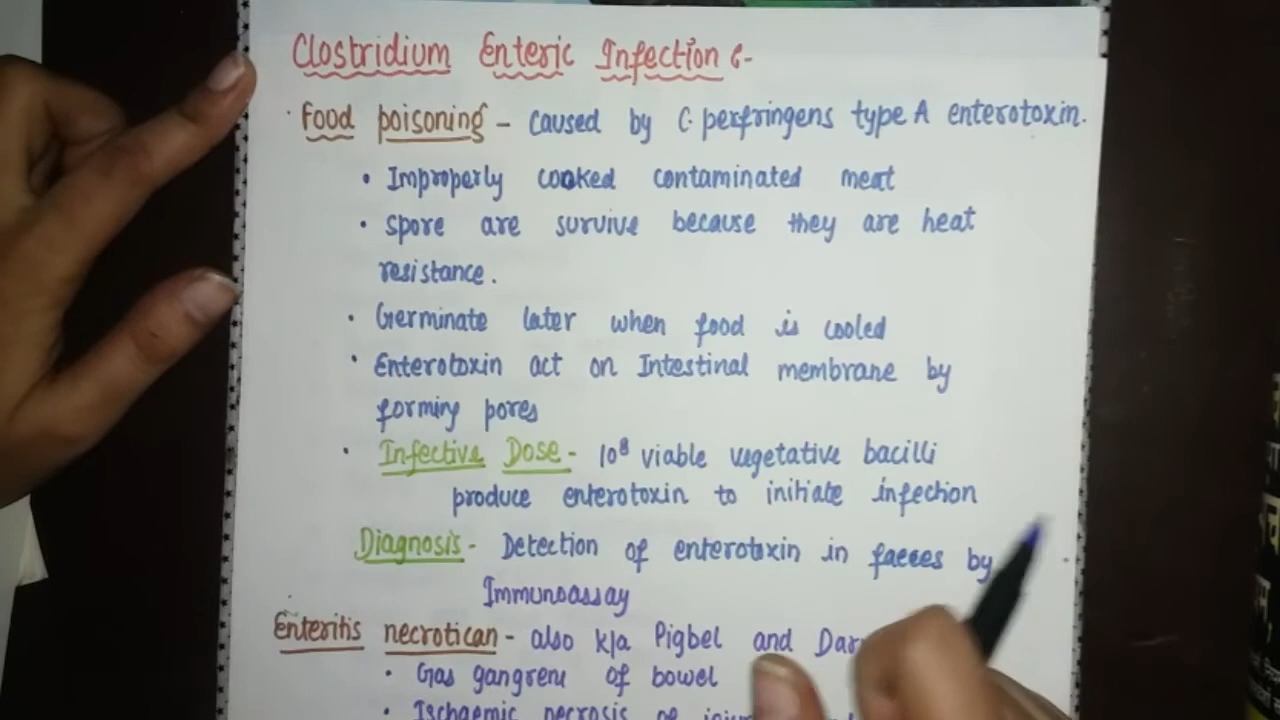 Clostridium Enteric Infection :-
Food poisoning - caused by C. perfringens type A enterotoxin.
• Improperly cooked contaminated meat
• Spore are survive because they are heat
resistance.
• Germinate later when food is cooled
• Enterotoxin act on Intestinal membrane by
forming pores
• Infective Dose - 10⁸ viable vegetative bacilli
produce enterotoxin to initiate infection
Diagnosis - Detection of enterotoxin in faeces by
Immunoassay
Enteritis necrotican - also k/a Pigbel and
• Gas gangrene of bowel
• Ischaemic necrosis of